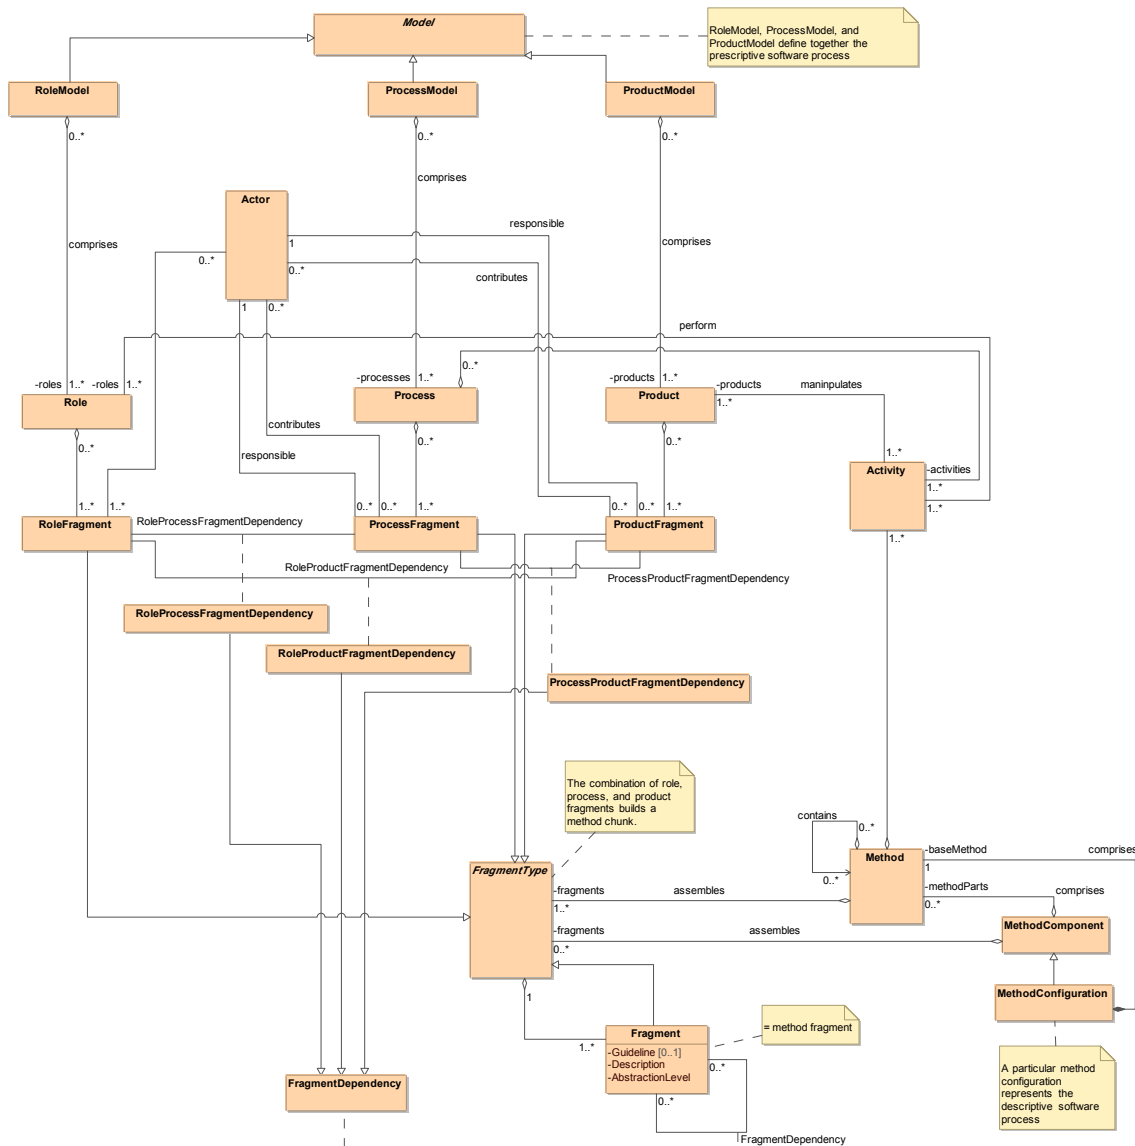 Model
RoleModel, ProcessModel, and
ProductModel define together the
prescriptive software process
RoleModel
ProcessModel
ProductModel
0..*
0..*
0..*
comprises
Actor
responsible
comprises
comprises
1
0..*
0..*
contributes
1
0..*
perform
0..*
-roles
1..*
-roles
1..*
-processes
1..*
-products
1..*
-products
maninpulates
Role
Process
Product
1..*
0..*
0..*
0..*
contributes
responsible
1..*
Activity
-activities
1..*
1..*
1..*
1..*
0..*
0..*
1..*
0..*
0..*
1..*
RoleFragment
RoleProcessFragmentDependency
ProcessFragment
ProductFragment
1..*
RoleProductFragmentDependency
ProcessProductFragmentDependency
RoleProcessFragmentDependency
RoleProductFragmentDependency
ProcessProductFragmentDependency
The combination of role,
process, and product
fragments builds a
method chunk.
contains
0..*
-baseMethod
comprises
Method
1
FragmentType
0..*
-methodParts
-fragments
assembles
comprises
0..*
1..*
MethodComponent
-fragments
assembles
0..*
1
MethodConfiguration
Fragment
= method fragment
1..*
-Guideline [0..1]
-Description
0..*
-AbstractionLevel
A particular method
configuration
represents the
descriptive software
process
FragmentDependency
0..*
FragmentDependency